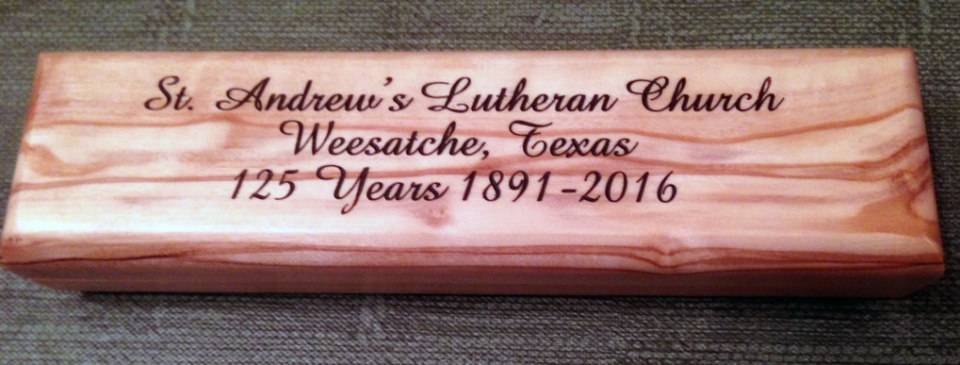 St. Andrew's Lutheran Church
Weesatche, Texas
125 Years 1891-2016